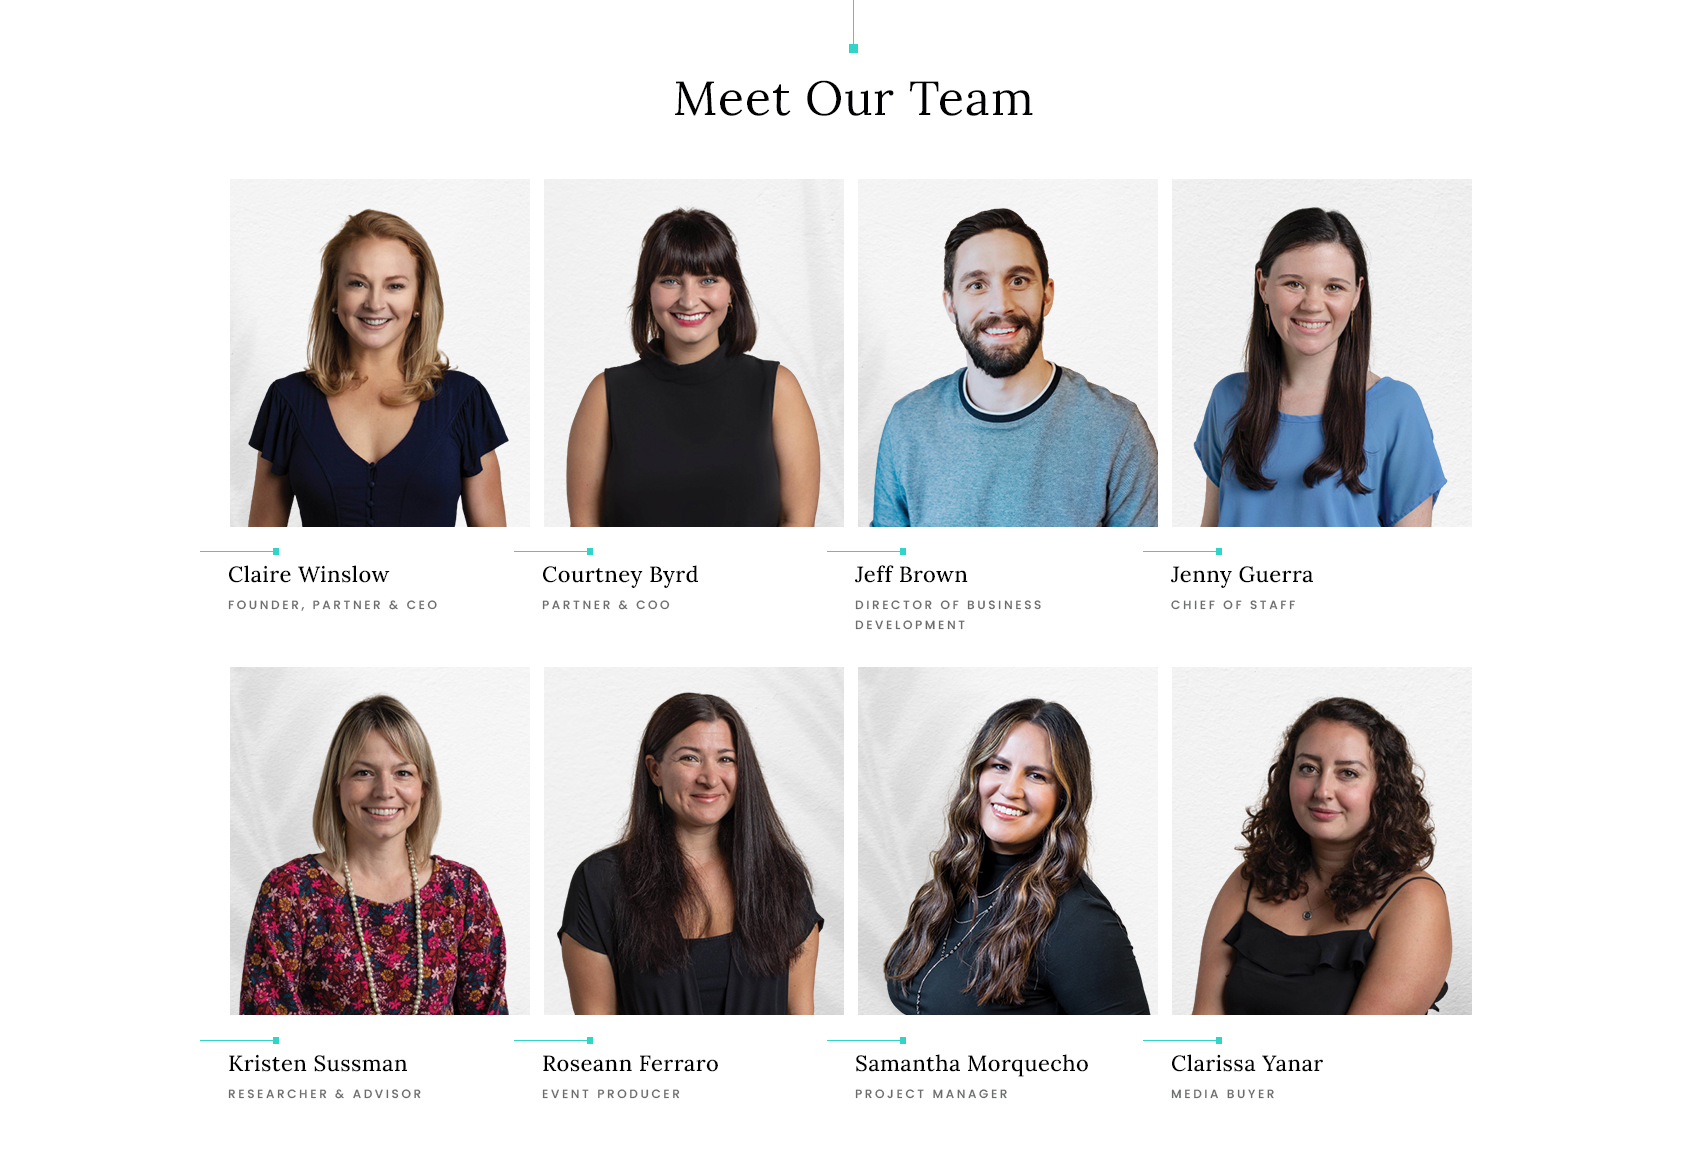 Meet Our Team
Claire Winslow
FOUNDER, PARTNER & CEO
Courtney Byrd
PARTNER & COO
Jeff Brown
DIRECTOR OF BUSINESS
DEVELOPMENT
Jenny Guerra
CHIEF OF STAFF
Kristen Sussman
RESEARCHER & ADVISOR
Roseann Ferraro
EVENT PRODUCER
Samantha Morquecho
PROJECT MANAGER
Clarissa Yanar
MEDIA BUYER